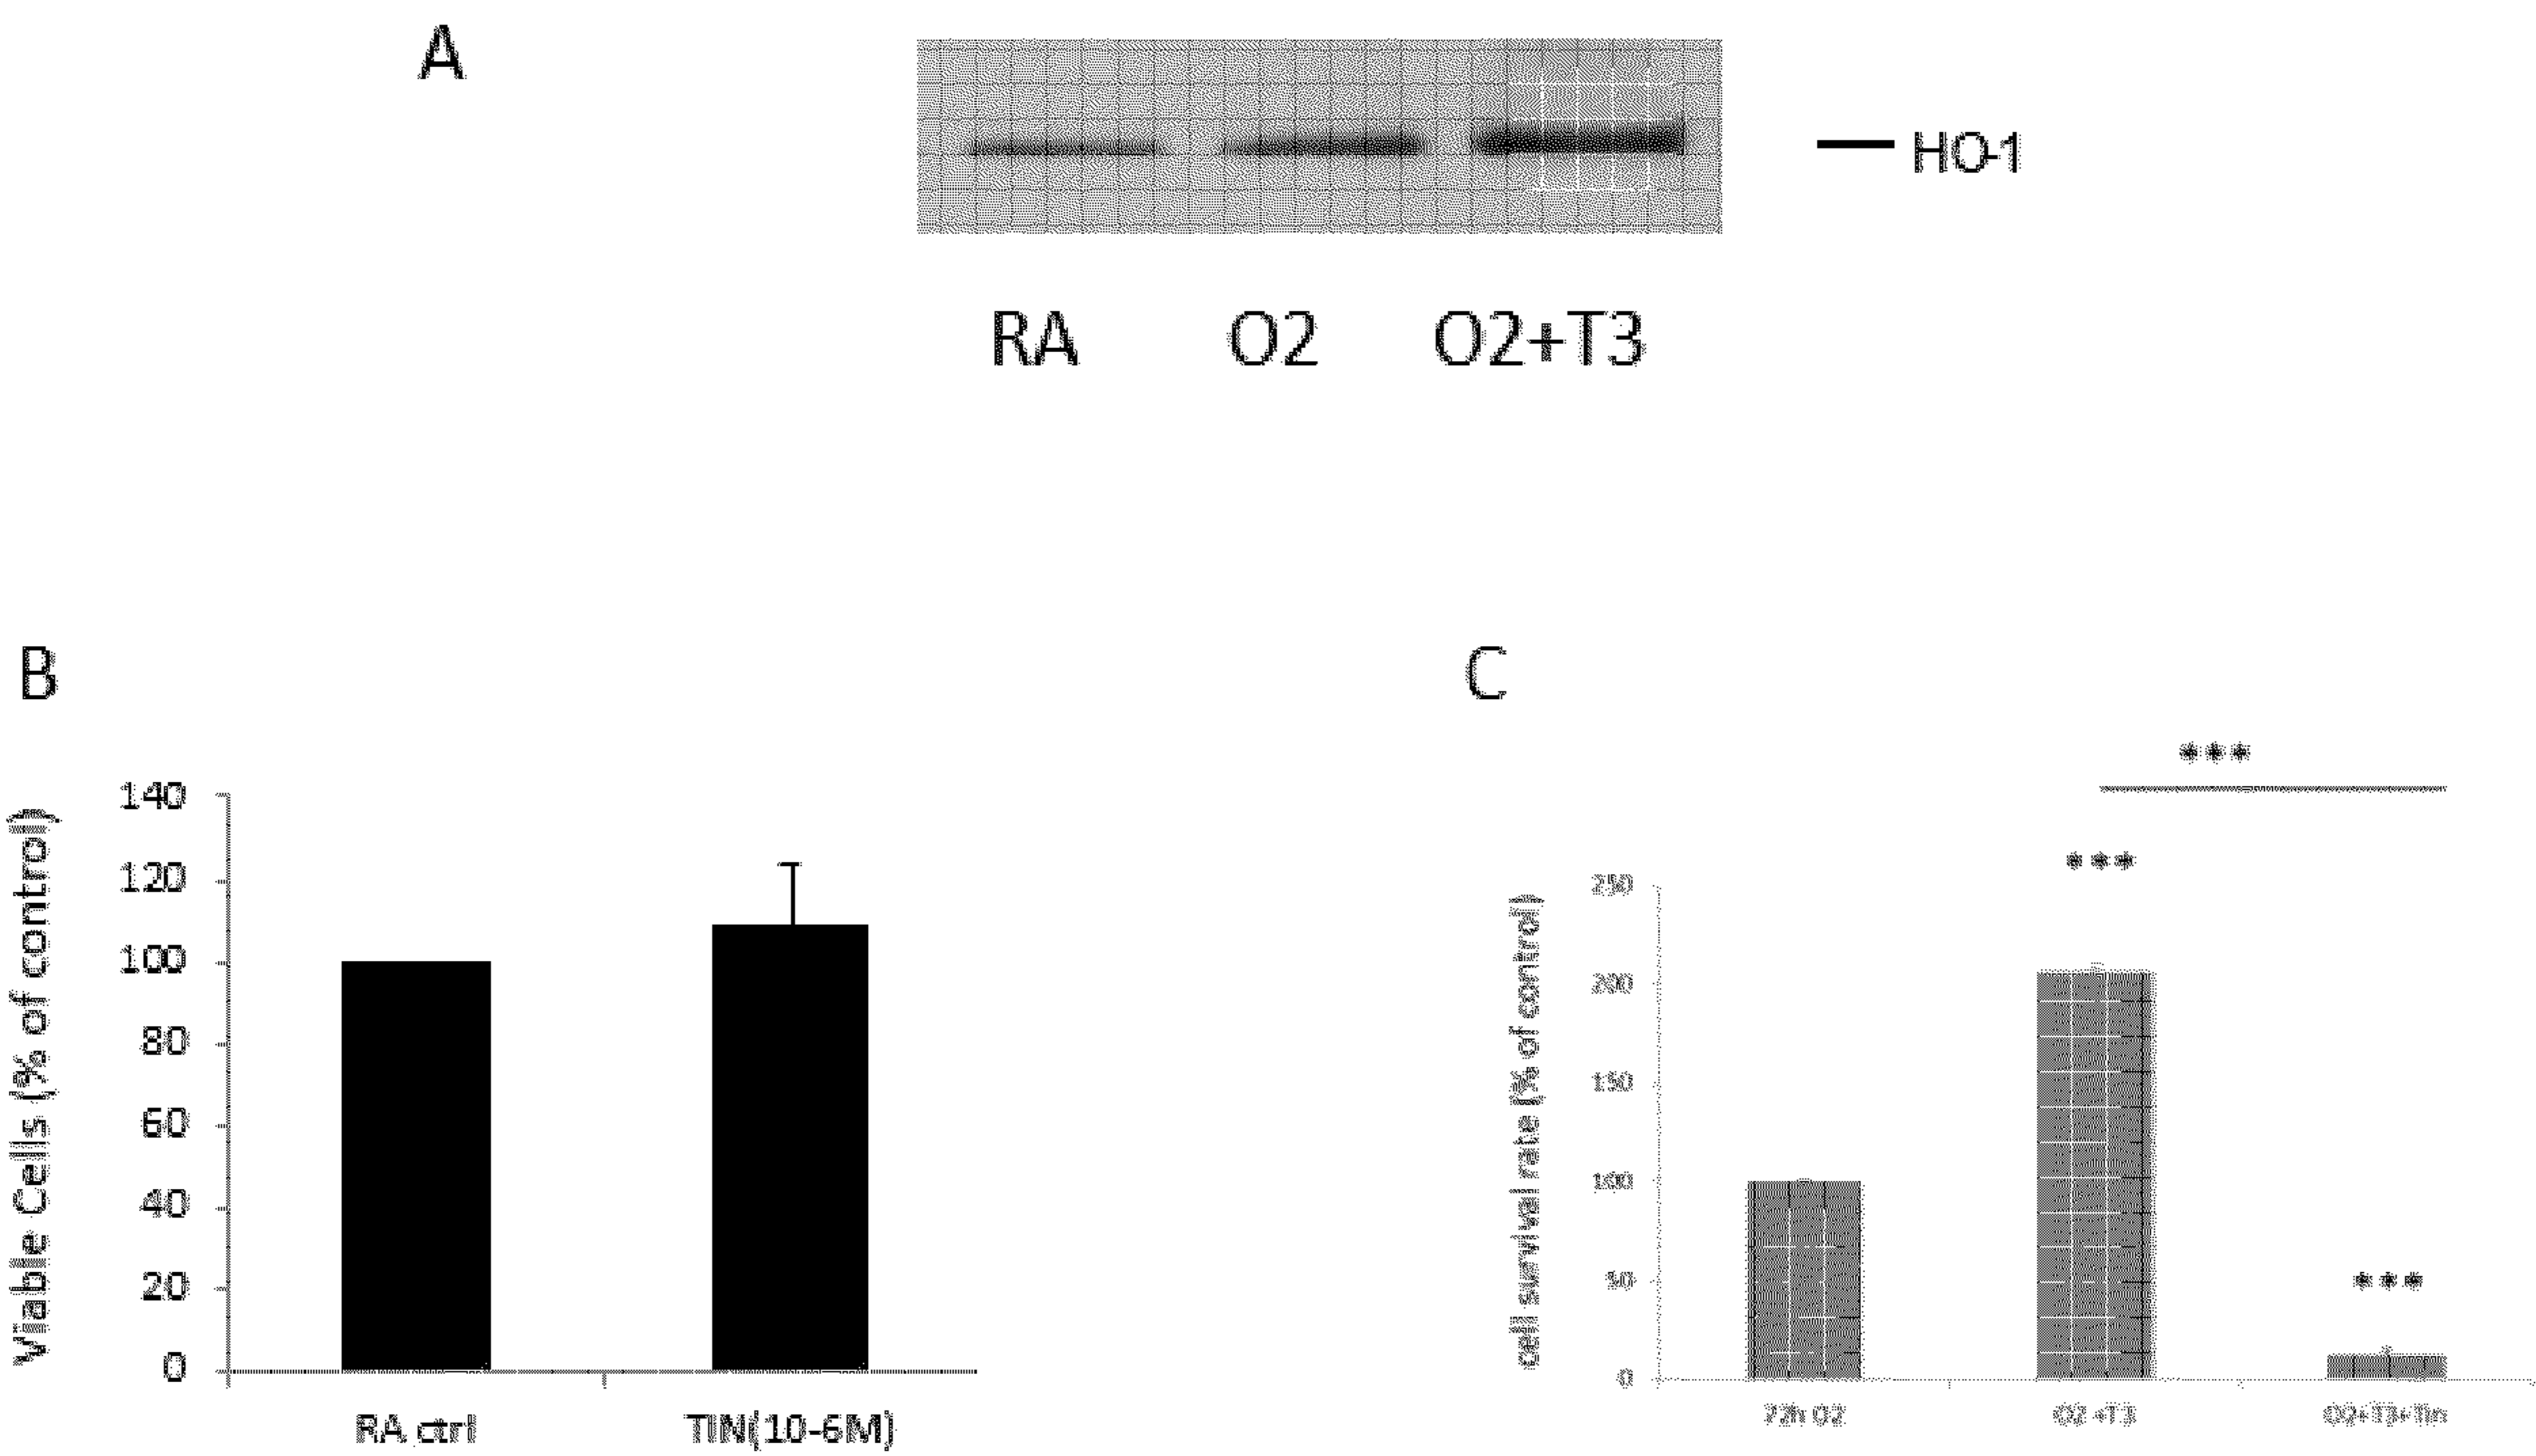 A
HO-1
RA O2 O2+T3
B
C
***
***
***
Viable Cells (% of control)
140
120
100
80
60
40
20
0
RA ctrl TIN(10-6M)
cell survival rate (% of control)
250
200
150
100
50
0
72h O2 O2 +T3 O2+T3+Tin